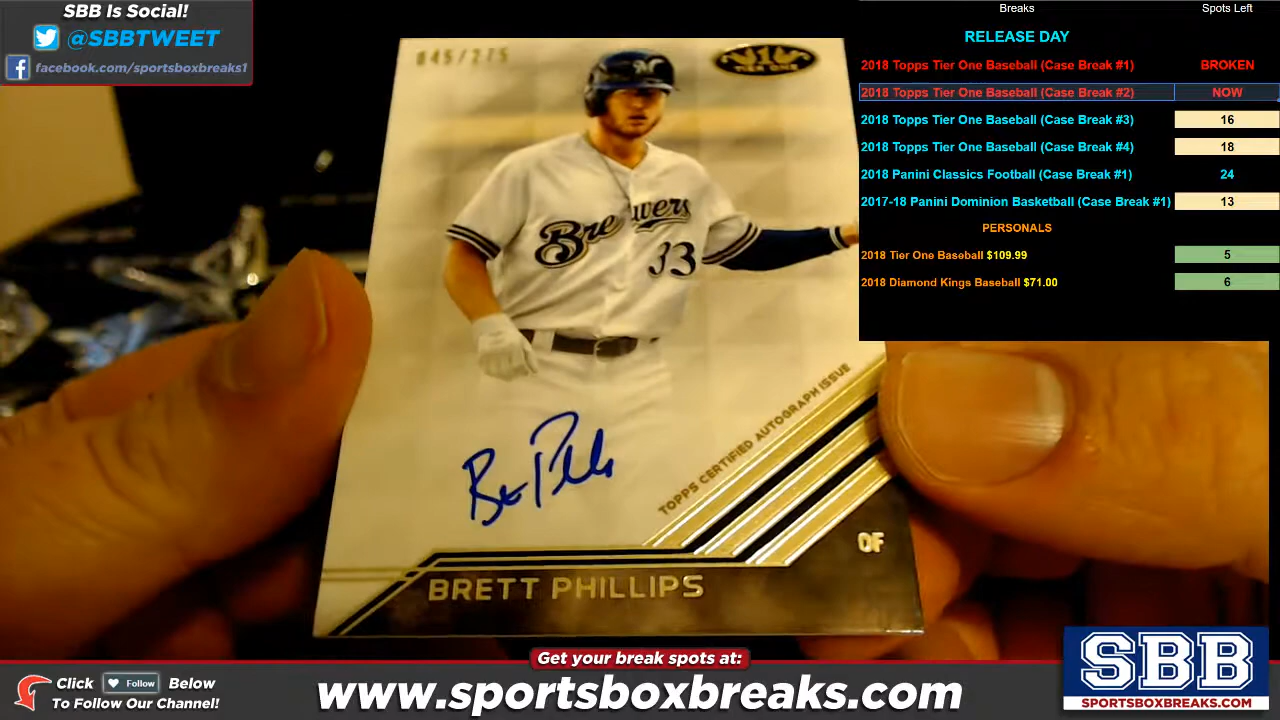 SBB Is Social!
@SBBTWEET
facebook.com/sportsboxbreaks1
Breaks Spots Left
RELEASE DAY
2018 Topps Tier One Baseball (Case Break #1) BROKEN
2018 Topps Tier One Baseball (Case Break #2) NOW
2018 Topps Tier One Baseball (Case Break #3) 16
2018 Topps Tier One Baseball (Case Break #4) 18
2018 Panini Classics Football (Case Break #1) 24
2017-18 Panini Dominion Basketball (Case Break #1) 13
PERSONALS
2018 Tier One Baseball $109.99 5
2018 Diamond Kings Baseball $71.00 6
045/275
TIER ONE
M
Brewers
33
TOPPS CERTIFIED AUTOGRAPH ISSUE
OF
BRETT PHILLIPS
Get your break spots at:
www.sportsboxbreaks.com
Click Follow Below
To Follow Our Channel!
SBB
SPORTSBOXBREAKS.COM